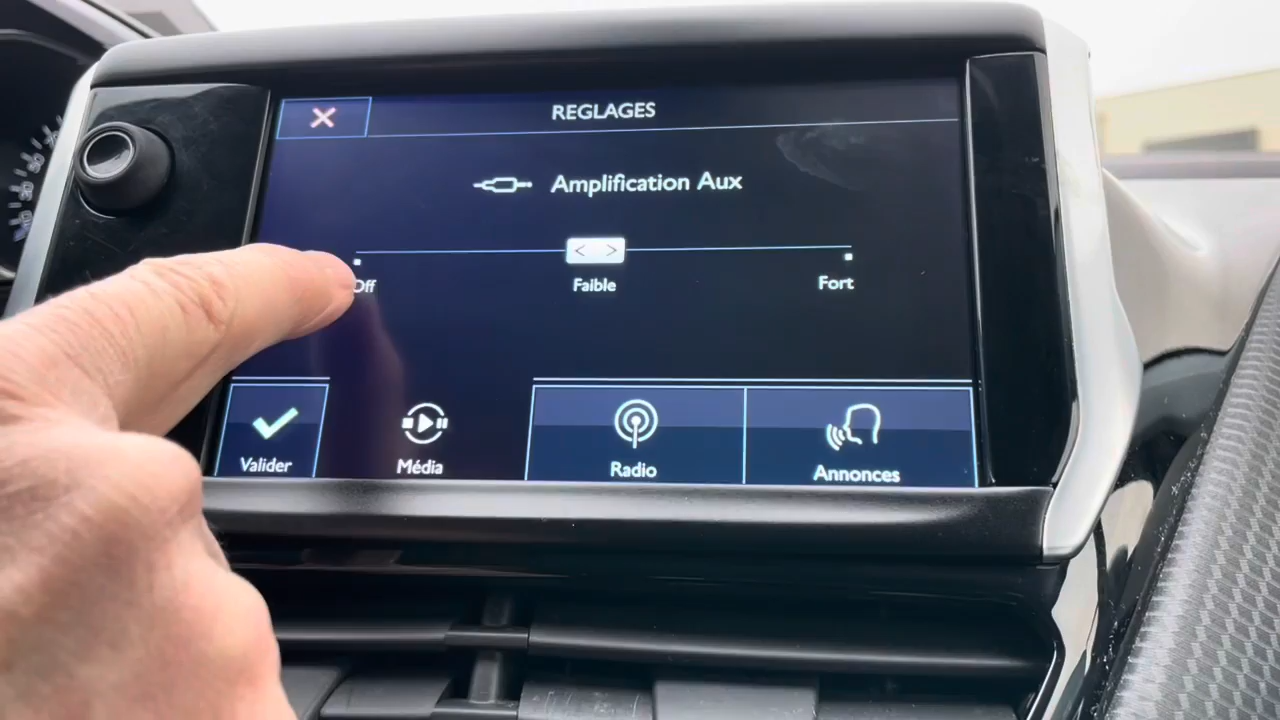 REGLAGES
Amplification Aux
Off
Faible
Fort
Valider
Média
Radio
Annonces